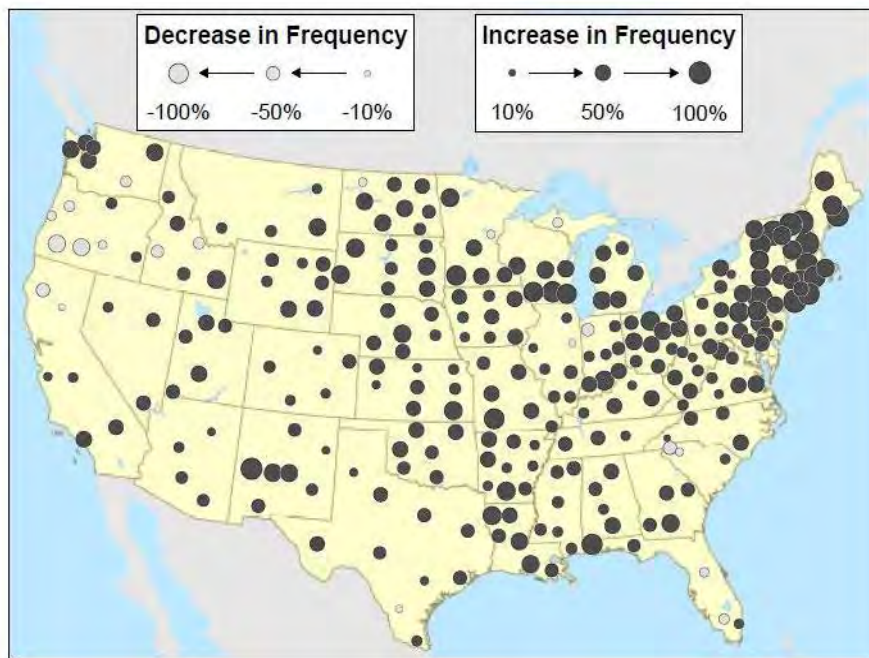 Decrease in Frequency
-100% -50% -10%
Increase in Frequency
10% 50% 100%